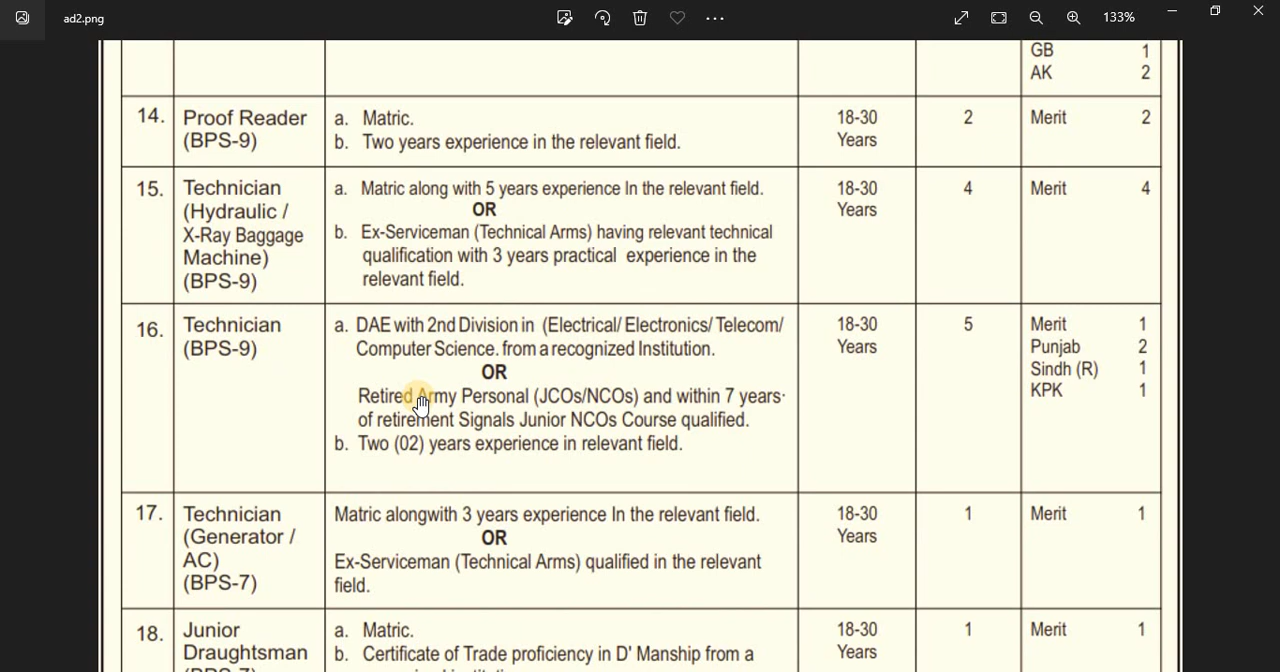 ad2.png
133%
GB 1
AK 2
14. Proof Reader a. Matric. 18-30 2 Merit 2
(BPS-9) b. Two years experience in the relevant field. Years
15. Technician a. Matric along with 5 years experience In the relevant field. 18-30 4 Merit 4
(Hydraulic / OR Years
X-Ray Baggage b. Ex-Serviceman (Technical Arms) having relevant technical
Machine) qualification with 3 years practical experience in the
(BPS-9) relevant field.
16. Technician a. DAE with 2nd Division in (Electrical/ Electronics/ Telecom/ 18-30 5 Merit 1
(BPS-9) Computer Science. from a recognized Institution. Years Punjab 2
OR Sindh (R) 1
Retired Army Personal (JCOs/NCOs) and within 7 years KPK 1
of retirement Signals Junior NCOs Course qualified.
b. Two (02) years experience in relevant field.
17. Technician Matric alongwith 3 years experience In the relevant field. 18-30 1 Merit 1
(Generator / OR Years
AC) Ex-Serviceman (Technical Arms) qualified in the relevant
(BPS-7) field.
18. Junior a. Matric. 18-30 1 Merit 1
Draughtsman b. Certificate of Trade proficiency in D' Manship from a Years